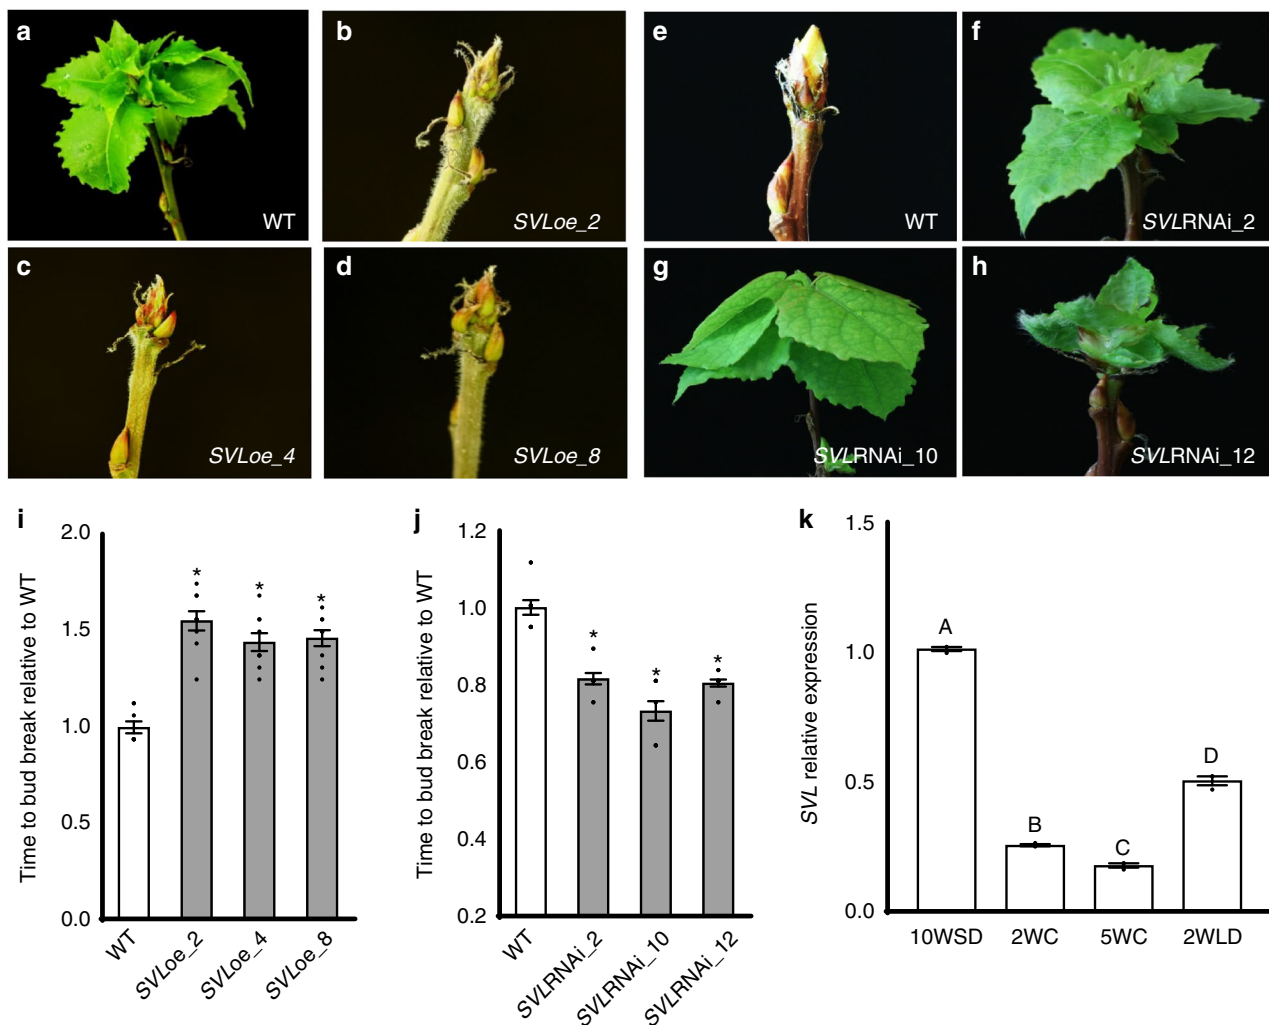 a
WT
b
SVLoe_2
e
WT
f
SVLRNAi_2
c
SVLoe_4
d
SVLoe_8
g
SVLRNAi_10
h
SVLRNAi_12
i
Time to bud break relative to WT
2.0
1.5
1.0
0.5
0.0
*
*
*
WT
SVLoe_2
SVLoe_4
SVLoe_8
j
Time to bud break relative to WT
1.2
1.0
0.8
0.6
0.4
0.2
*
*
*
WT
SVLRNAi_2
SVLRNAi_10
SVLRNAi_12
k
SVL relative expression
1.5
1.0
0.5
0.0
A
B
C
D
10WSD
2WC
5WC
2WLD